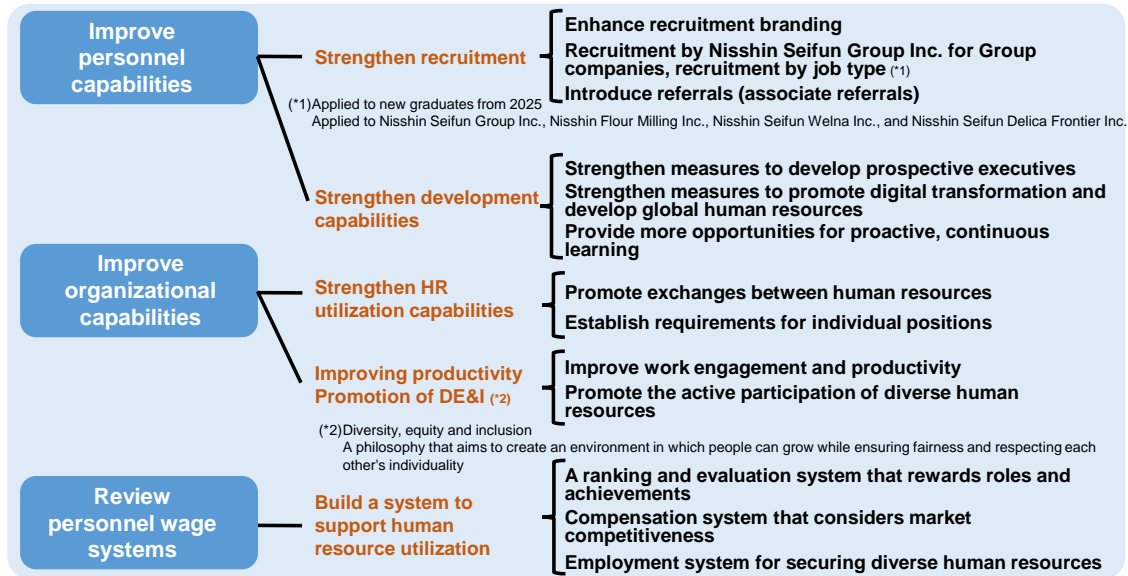 Improve
personnel
capabilities
Strengthen recruitment
Enhance recruitment branding
Recruitment by Nisshin Seifun Group Inc. for Group
companies, recruitment by job type (*1)
Introduce referrals (associate referrals)
(*1)Applied to new graduates from 2025
Applied to Nisshin Seifun Group Inc., Nisshin Flour Milling Inc., Nisshin Seifun Welna Inc., and Nisshin Seifun Delica Frontier Inc.
Strengthen development
capabilities
Strengthen measures to develop prospective executives
Strengthen measures to promote digital transformation and
develop global human resources
Provide more opportunities for proactive, continuous
learning
Improve
organizational
capabilities
Strengthen HR
utilization capabilities
Promote exchanges between human resources
Establish requirements for individual positions
Improving productivity
Promotion of DE&I (*2)
Improve work engagement and productivity
Promote the active participation of diverse human
resources
(*2)Diversity, equity and inclusion
A philosophy that aims to create an environment in which people can grow while ensuring fairness and respecting each
other's individuality
Review
personnel wage
systems
Build a system to
support human
resource utilization
A ranking and evaluation system that rewards roles and
achievements
Compensation system that considers market
competitiveness
Employment system for securing diverse human resources